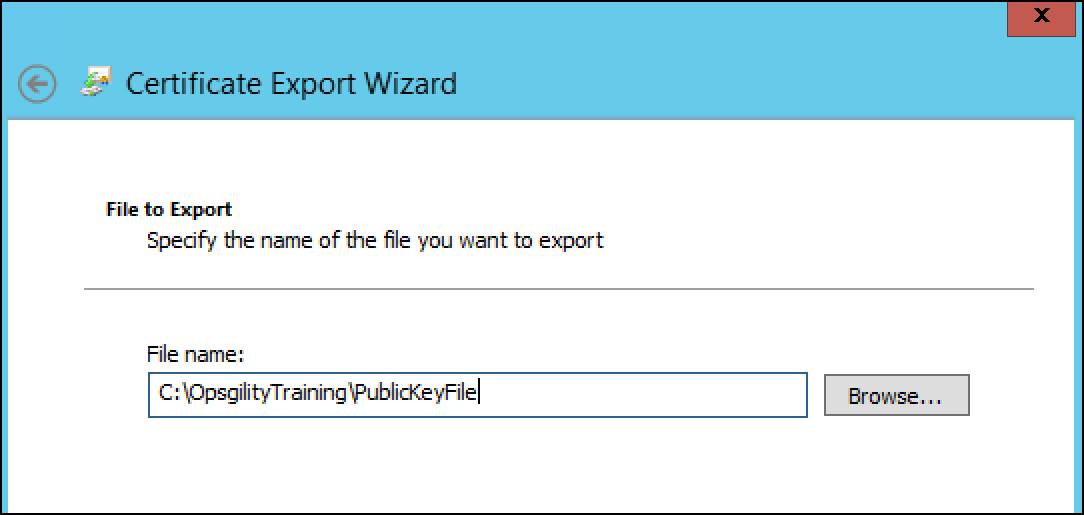 X
Certificate Export Wizard
File to Export
Specify the name of the file you want to export
File name:
C:\OpsgilityTraining\PublicKeyFile
Browse...